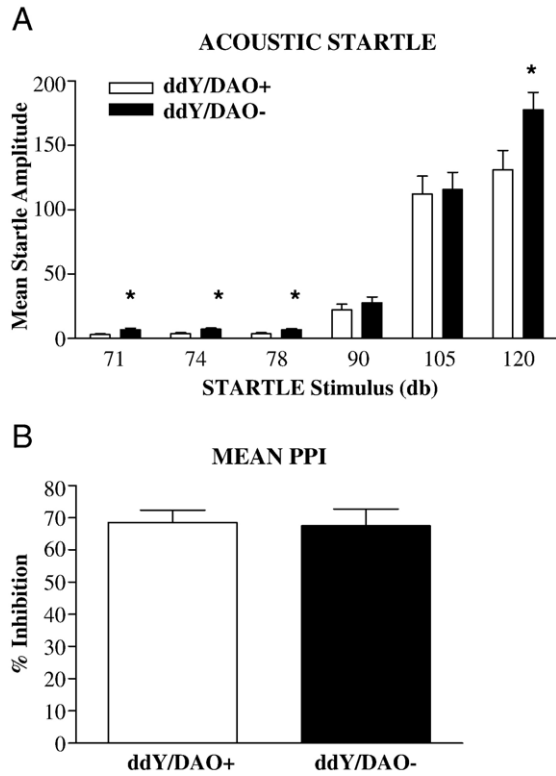 A
ACOUSTIC STARTLE
ddY/DAO+
ddY/DAO-
Mean Startle Amplitude
200
150
100
50
0
* * * *
71 74 78 90 105 120
STARTLE Stimulus (db)
B
MEAN PPI
% Inhibition
80
70
60
50
40
30
20
10
0
ddY/DAO+ ddY/DAO-